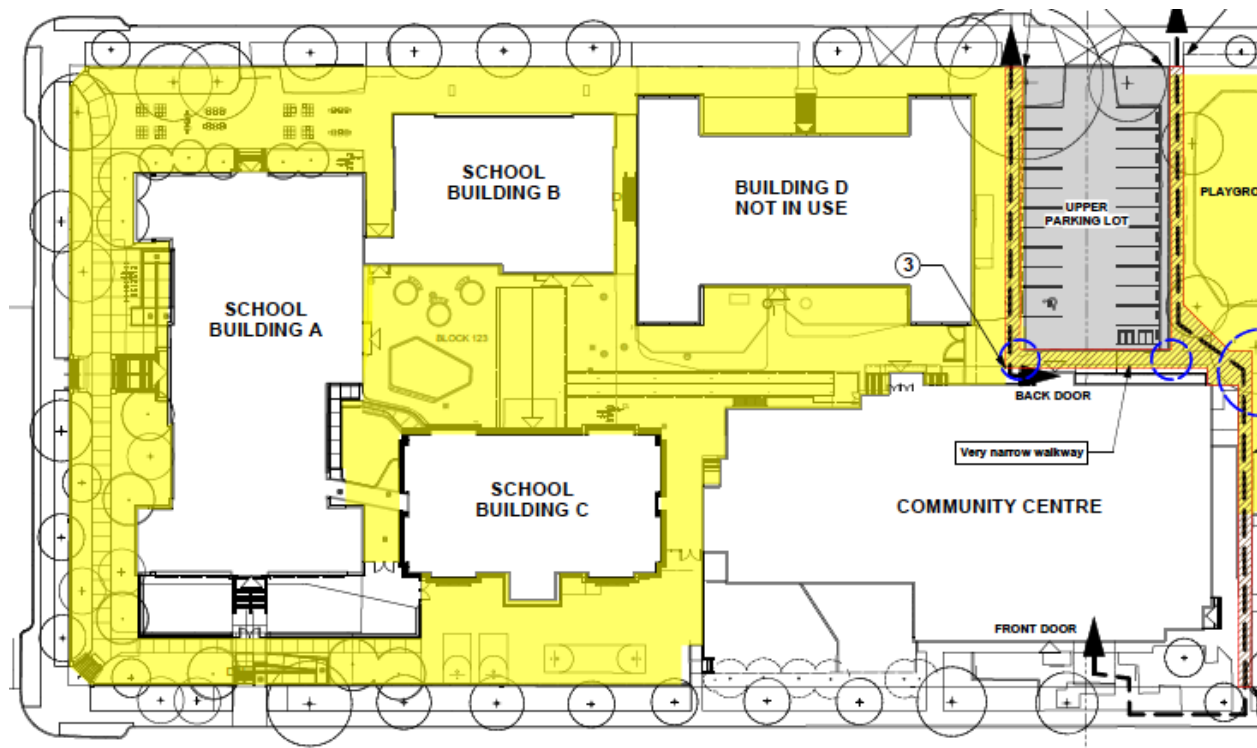 SCHOOL
BUILDING B
BUILDING D
NOT IN USE
PLAYGRO
UPPER
PARKING LOT
3
SCHOOL
BUILDING A
BLOCK 123
BACK DOOR
Very narrow walkway
SCHOOL
BUILDING C
COMMUNITY CENTRE
FRONT DOOR